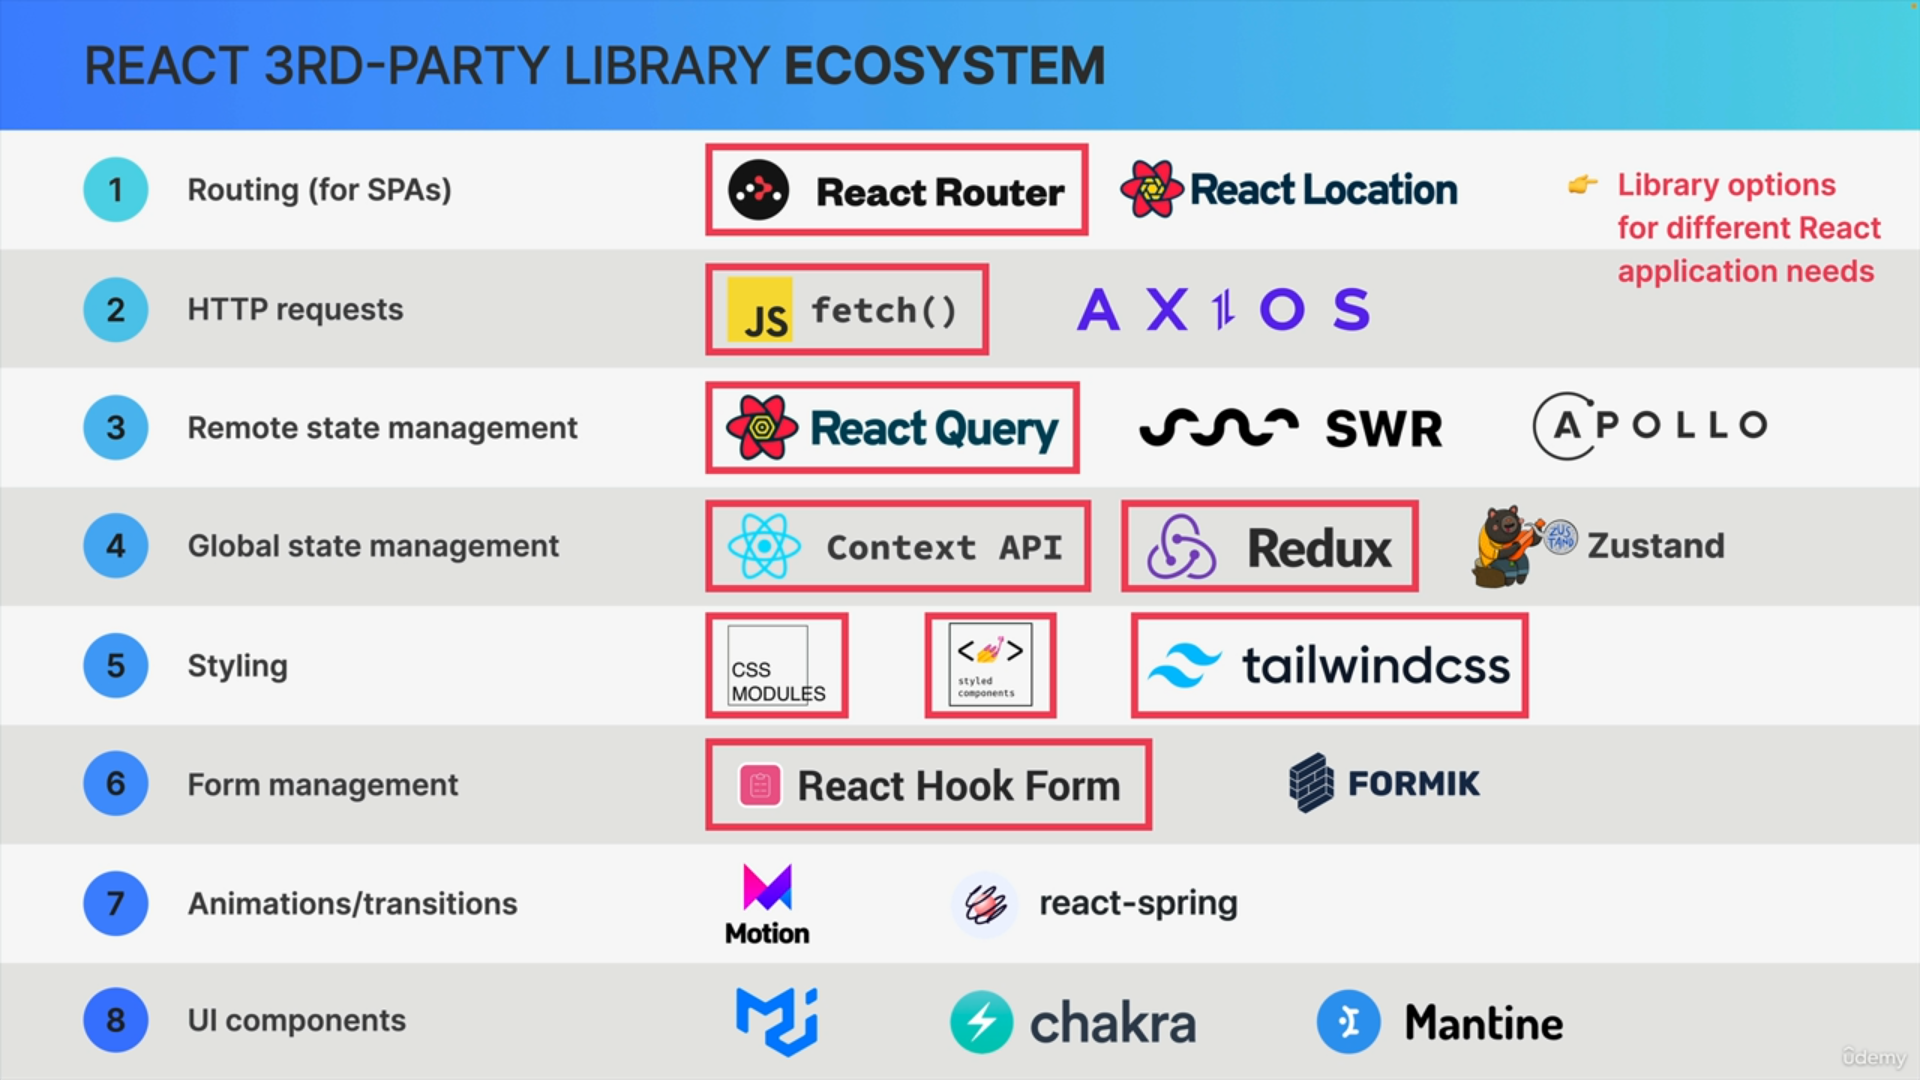 REACT 3RD-PARTY LIBRARY ECOSYSTEM
1 Routing (for SPAs) React Router React Location
👉 Library options
for different React
application needs
2 HTTP requests JS fetch() AXIOS
3 Remote state management React Query SWR APOLLO
4 Global state management Context API Redux ZUSTAND Zustand
5 Styling CSS MODULES <💅> styled components tailwindcss
6 Form management React Hook Form FORMIK
7 Animations/transitions Motion react-spring
8 UI components chakra Mantine
ûdemy